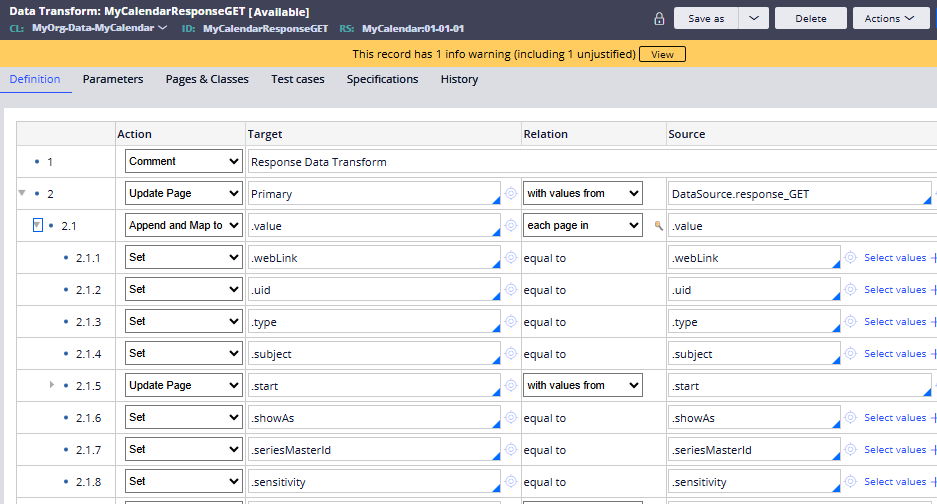 Data Transform: MyCalendarResponseGET [Available]
CL: MyOrg-Data-MyCalendar ID: MyCalendarResponseGET RS: MyCalendar:01-01-01
Save as Delete Actions
This record has 1 info warning (including 1 unjustified) View
Definition Parameters Pages & Classes Test cases Specifications History
Action Target Relation Source
1 Comment Response Data Transform
2 Update Page Primary with values from DataSource.response_GET
2.1 Append and Map to .value each page in .value
2.1.1 Set .webLink equal to .webLink Select values
2.1.2 Set .uid equal to .uid Select values
2.1.3 Set .type equal to .type Select values
2.1.4 Set .subject equal to .subject Select values
2.1.5 Update Page .start with values from .start
2.1.6 Set .showAs equal to .showAs Select values
2.1.7 Set .seriesMasterId equal to .seriesMasterId Select values
2.1.8 Set .sensitivity equal to .sensitivity Select values